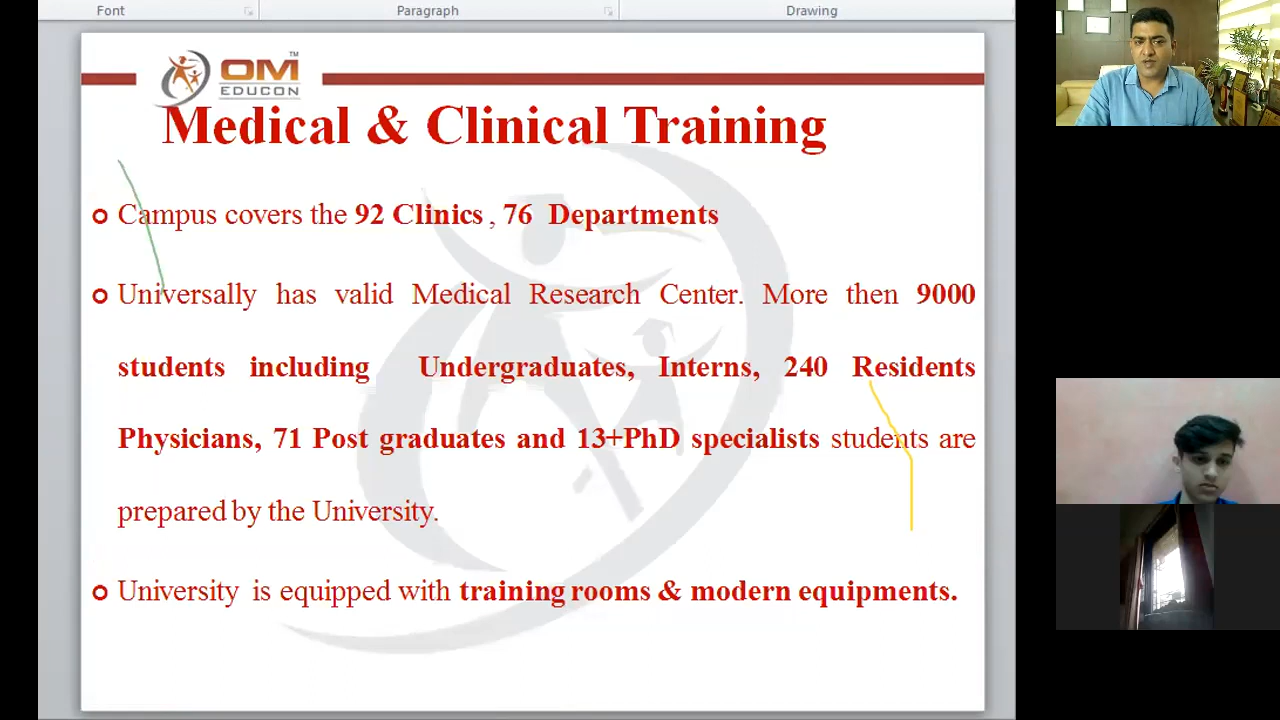 Font Paragraph Drawing
OM ™
EDUCON
Medical & Clinical Training
Campus covers the 92 Clinics , 76 Departments
Universally has valid Medical Research Center. More then 9000
students including Undergraduates, Interns, 240 Residents
Physicians, 71 Post graduates and 13+PhD specialists students are
prepared by the University.
University is equipped with training rooms & modern equipments.